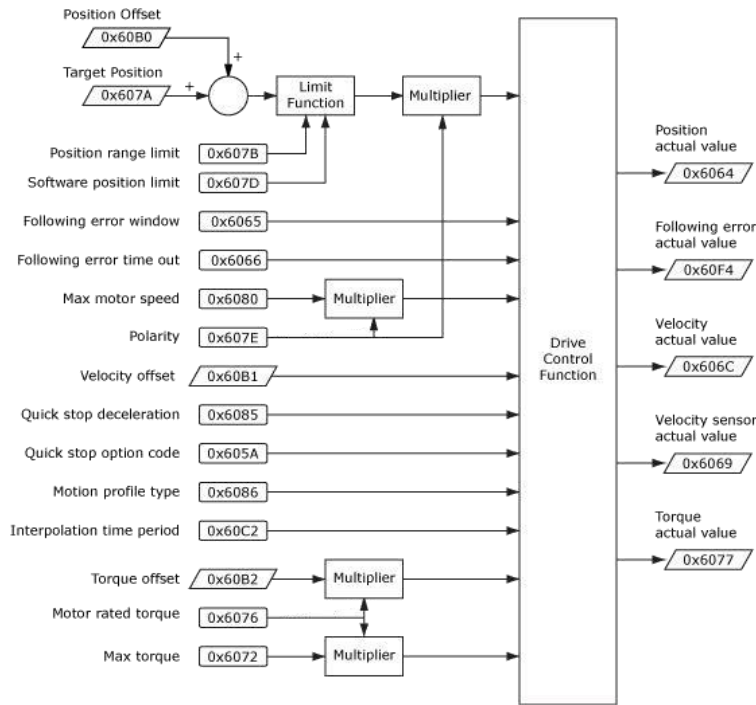 Position Offset
0x60B0
+
Target Position
+
0x607A
Limit
Function
Multiplier
Position range limit 0x607B
Software position limit 0x607D
Following error window 0x6065
Following error time out 0x6066
Max motor speed 0x6080 Multiplier
Polarity 0x607E
Velocity offset 0x60B1
Quick stop deceleration 0x6085
Quick stop option code 0x605A
Motion profile type 0x6086
Interpolation time period 0x60C2
Torque offset 0x60B2 Multiplier
Motor rated torque 0x6076
Max torque 0x6072 Multiplier
Drive
Control
Function
Position
actual value
0x6064
Following error
actual value
0x60F4
Velocity
actual value
0x606C
Velocity sensor
actual value
0x6069
Torque
actual value
0x6077